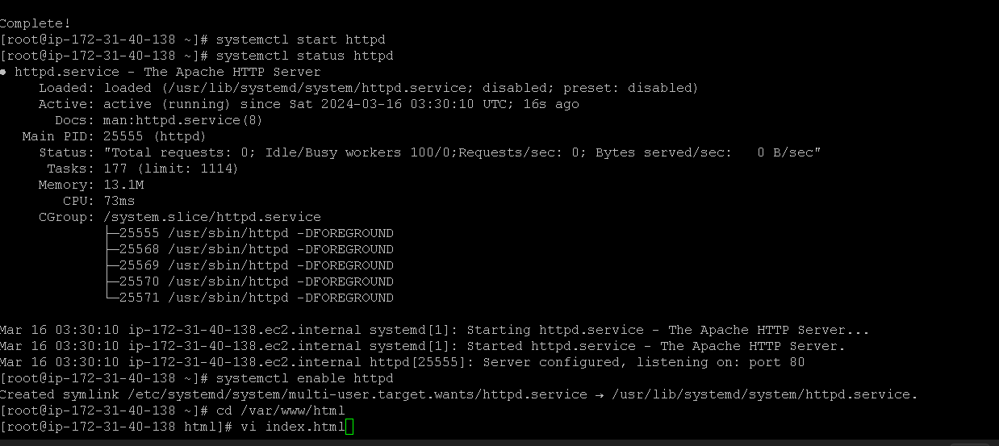 Complete!
[root@ip-172-31-40-138 ~]# systemctl start httpd
[root@ip-172-31-40-138 ~]# systemctl status httpd
● httpd.service - The Apache HTTP Server
     Loaded: loaded (/usr/lib/systemd/system/httpd.service; disabled; preset: disabled)
     Active: active (running) since Sat 2024-03-16 03:30:10 UTC; 16s ago
       Docs: man:httpd.service(8)
   Main PID: 25555 (httpd)
     Status: "Total requests: 0; Idle/Busy workers 100/0;Requests/sec: 0; Bytes served/sec:   0 B/sec"
      Tasks: 177 (limit: 1114)
     Memory: 13.1M
        CPU: 73ms
     CGroup: /system.slice/httpd.service
             ├─25555 /usr/sbin/httpd -DFOREGROUND
             ├─25568 /usr/sbin/httpd -DFOREGROUND
             ├─25569 /usr/sbin/httpd -DFOREGROUND
             ├─25570 /usr/sbin/httpd -DFOREGROUND
             └─25571 /usr/sbin/httpd -DFOREGROUND
Mar 16 03:30:10 ip-172-31-40-138.ec2.internal systemd[1]: Starting httpd.service - The Apache HTTP Server...
Mar 16 03:30:10 ip-172-31-40-138.ec2.internal systemd[1]: Started httpd.service - The Apache HTTP Server.
Mar 16 03:30:10 ip-172-31-40-138.ec2.internal httpd[25555]: Server configured, listening on: port 80
[root@ip-172-31-40-138 ~]# systemctl enable httpd
Created symlink /etc/systemd/system/multi-user.target.wants/httpd.service → /usr/lib/systemd/system/httpd.service.
[root@ip-172-31-40-138 ~]# cd /var/www/html
[root@ip-172-31-40-138 html]# vi index.html